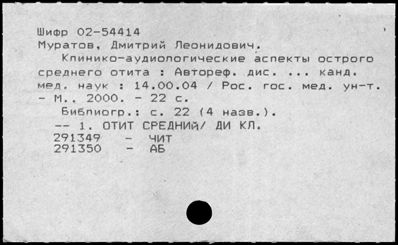 Шифр 02-54414
Муратов, Дмитрий Леонидович.
Клинико-аудиологические аспекты острого
среднего отита : Автореф. дис. ... канд.
мед. наук : 14.00.04 / Рос. гос. мед. ун-т.
- М., 2000. - 22 с.
Библиогр.: с. 22 (4 назв.).
-- 1. ОТИТ СРЕДНИЙ/ ДИ КЛ.
291349 - ЧИТ
291350 - АБ